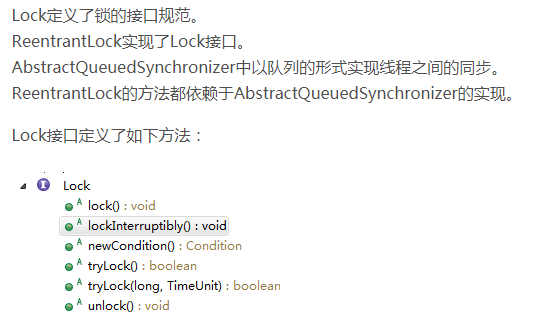 Lock定义了锁的接口规范。
ReentrantLock实现了Lock接口。
AbstractQueuedSynchronizer中以队列的形式实现线程之间的同步。
ReentrantLock的方法都依赖于AbstractQueuedSynchronizer的实现。
Lock接口定义了如下方法：
I Lock
A lock() : void
A lockInterruptibly() : void
A newCondition() : Condition
A tryLock() : boolean
A tryLock(long, TimeUnit) : boolean
A unlock() : void